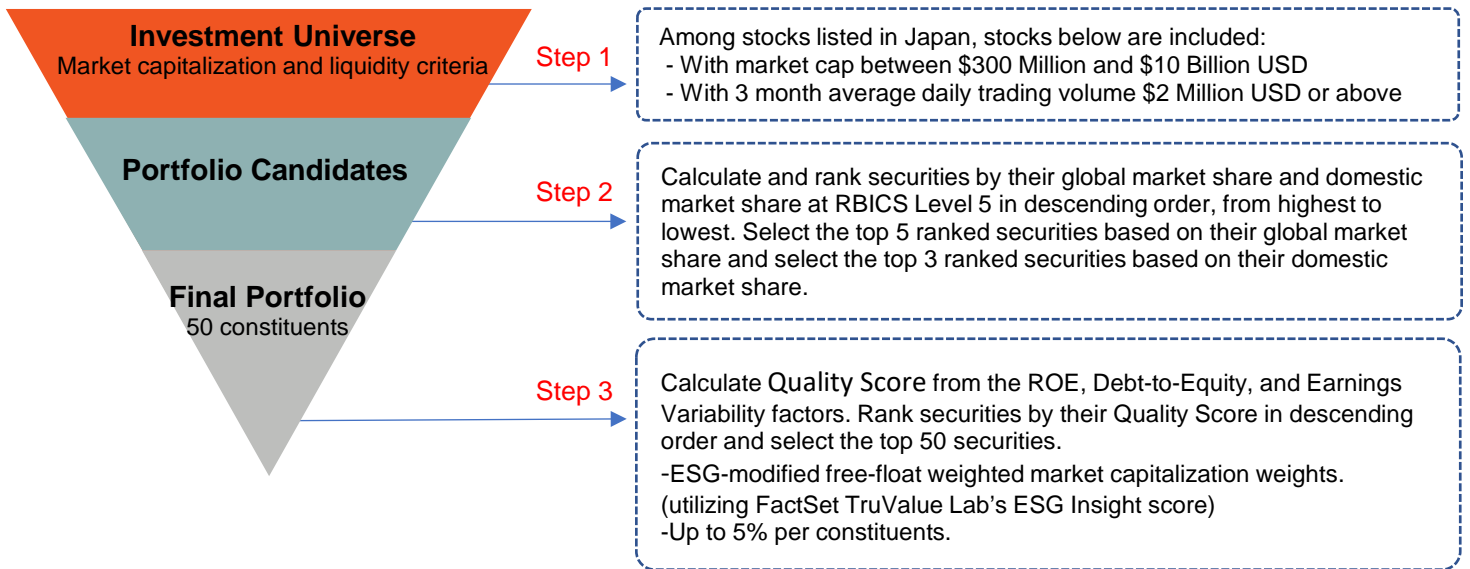 Investment Universe
Market capitalization and liquidity criteria
Step 1
Among stocks listed in Japan, stocks below are included:
- With market cap between $300 Million and $10 Billion USD
- With 3 month average daily trading volume $2 Million USD or above
Portfolio Candidates
Step 2
Calculate and rank securities by their global market share and domestic
market share at RBICS Level 5 in descending order, from highest to
lowest. Select the top 5 ranked securities based on their global market
share and select the top 3 ranked securities based on their domestic
market share.
Final Portfolio
50 constituents
Step 3
Calculate Quality Score from the ROE, Debt-to-Equity, and Earnings
Variability factors. Rank securities by their Quality Score in descending
order and select the top 50 securities.
-ESG-modified free-float weighted market capitalization weights.
(utilizing FactSet TruValue Lab's ESG Insight score)
-Up to 5% per constituents.